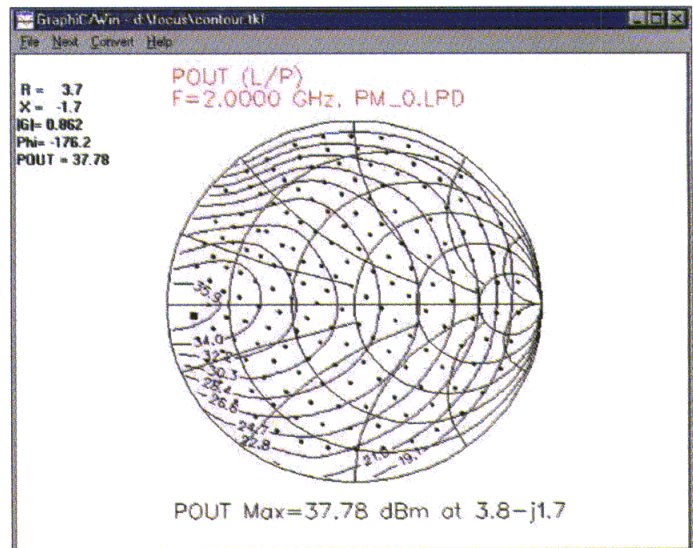 GraphiC/Win - d:\focus\contour.tkl
File Next Convert Help
R = 3.7
X = -1.7
|G|= 0.862
Phi= -176.2
POUT = 37.78
POUT (L/P)
F=2.0000 GHz, PM_0.LPD
35.9
34.0
32.2
30.3
28.4
26.6
24.7
22.8
21.0
19.1
POUT Max=37.78 dBm at 3.8-j1.7